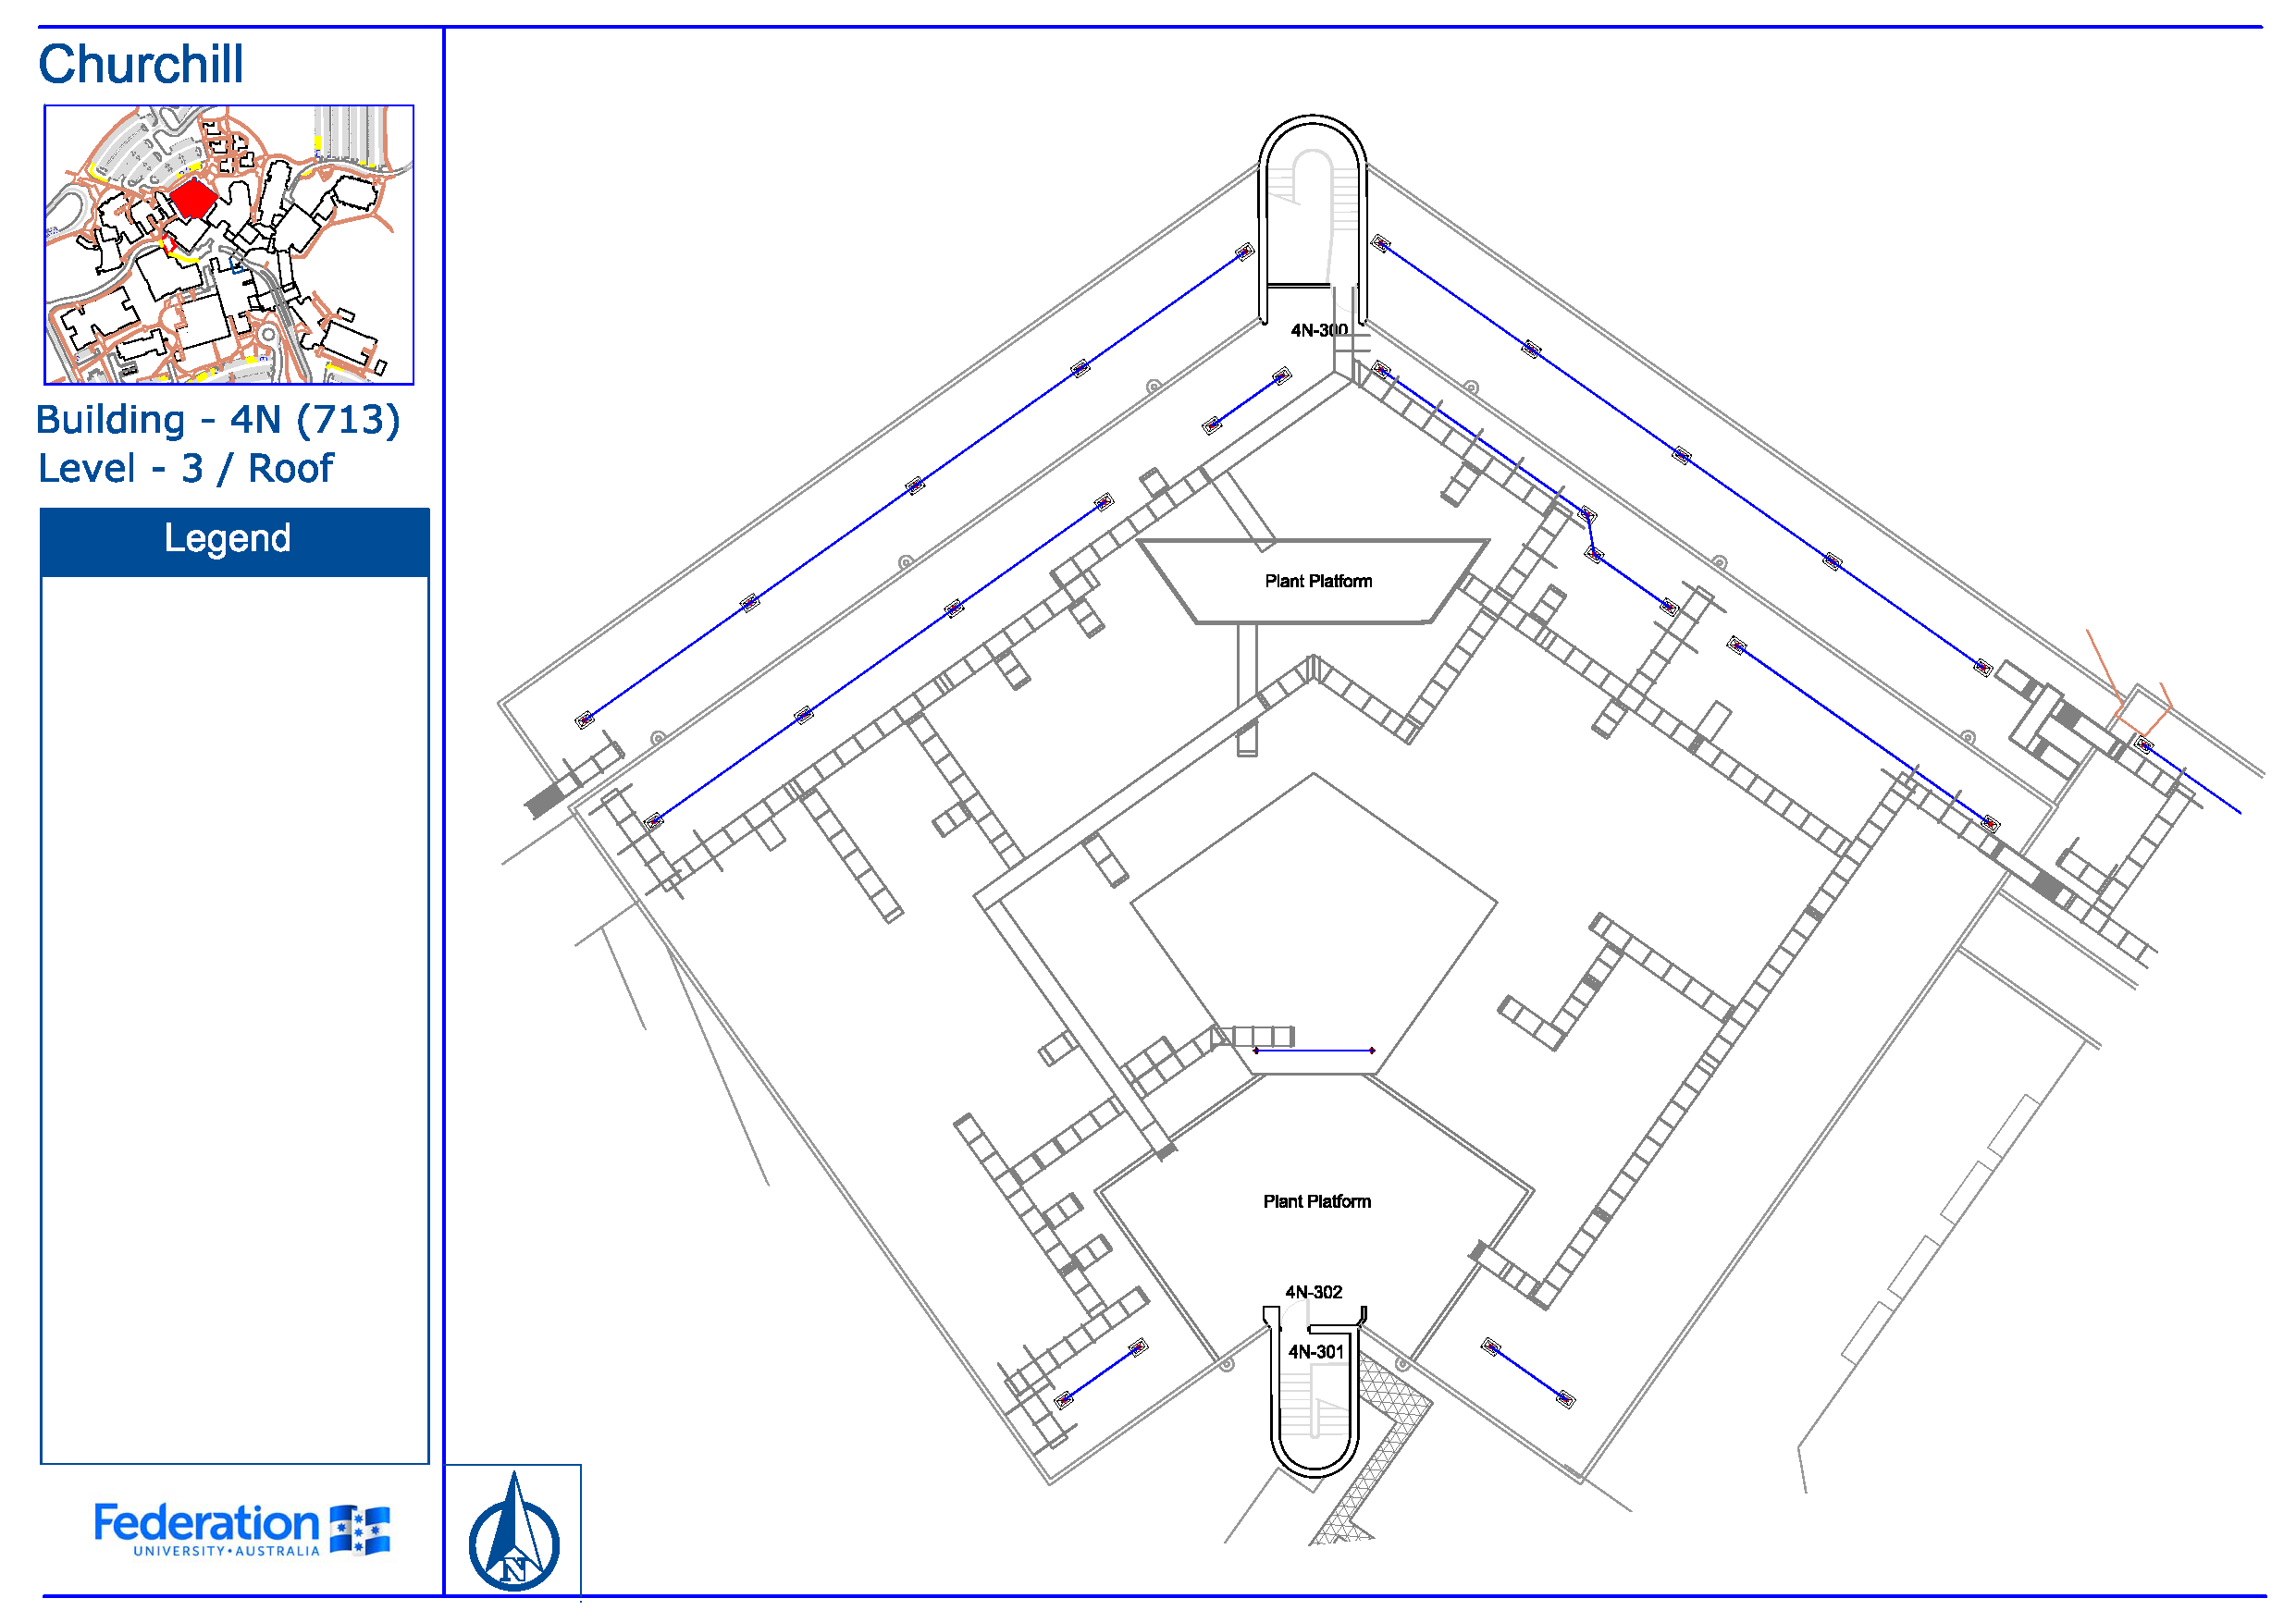 Churchill
Building - 4N (713)
Level - 3 / Roof
Legend
4N-300
Plant Platform
Plant Platform
4N-302
4N-301
Federation
UNIVERSITY • AUSTRALIA
N